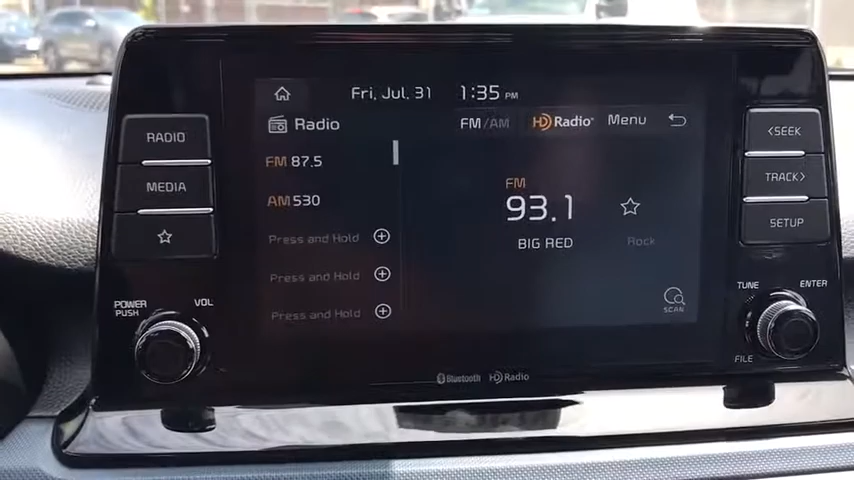 Fri, Jul. 31 1:35 PM
Radio FM/AM HD Radio Menu
FM 87.5
AM 530
Press and Hold
Press and Hold
Press and Hold
FM
93.1
BIG RED
Rock
SCAN
RADIO
MEDIA
POWER
PUSH
VOL
<SEEK
TRACK>
SETUP
TUNE
ENTER
FILE
Bluetooth HD Radio